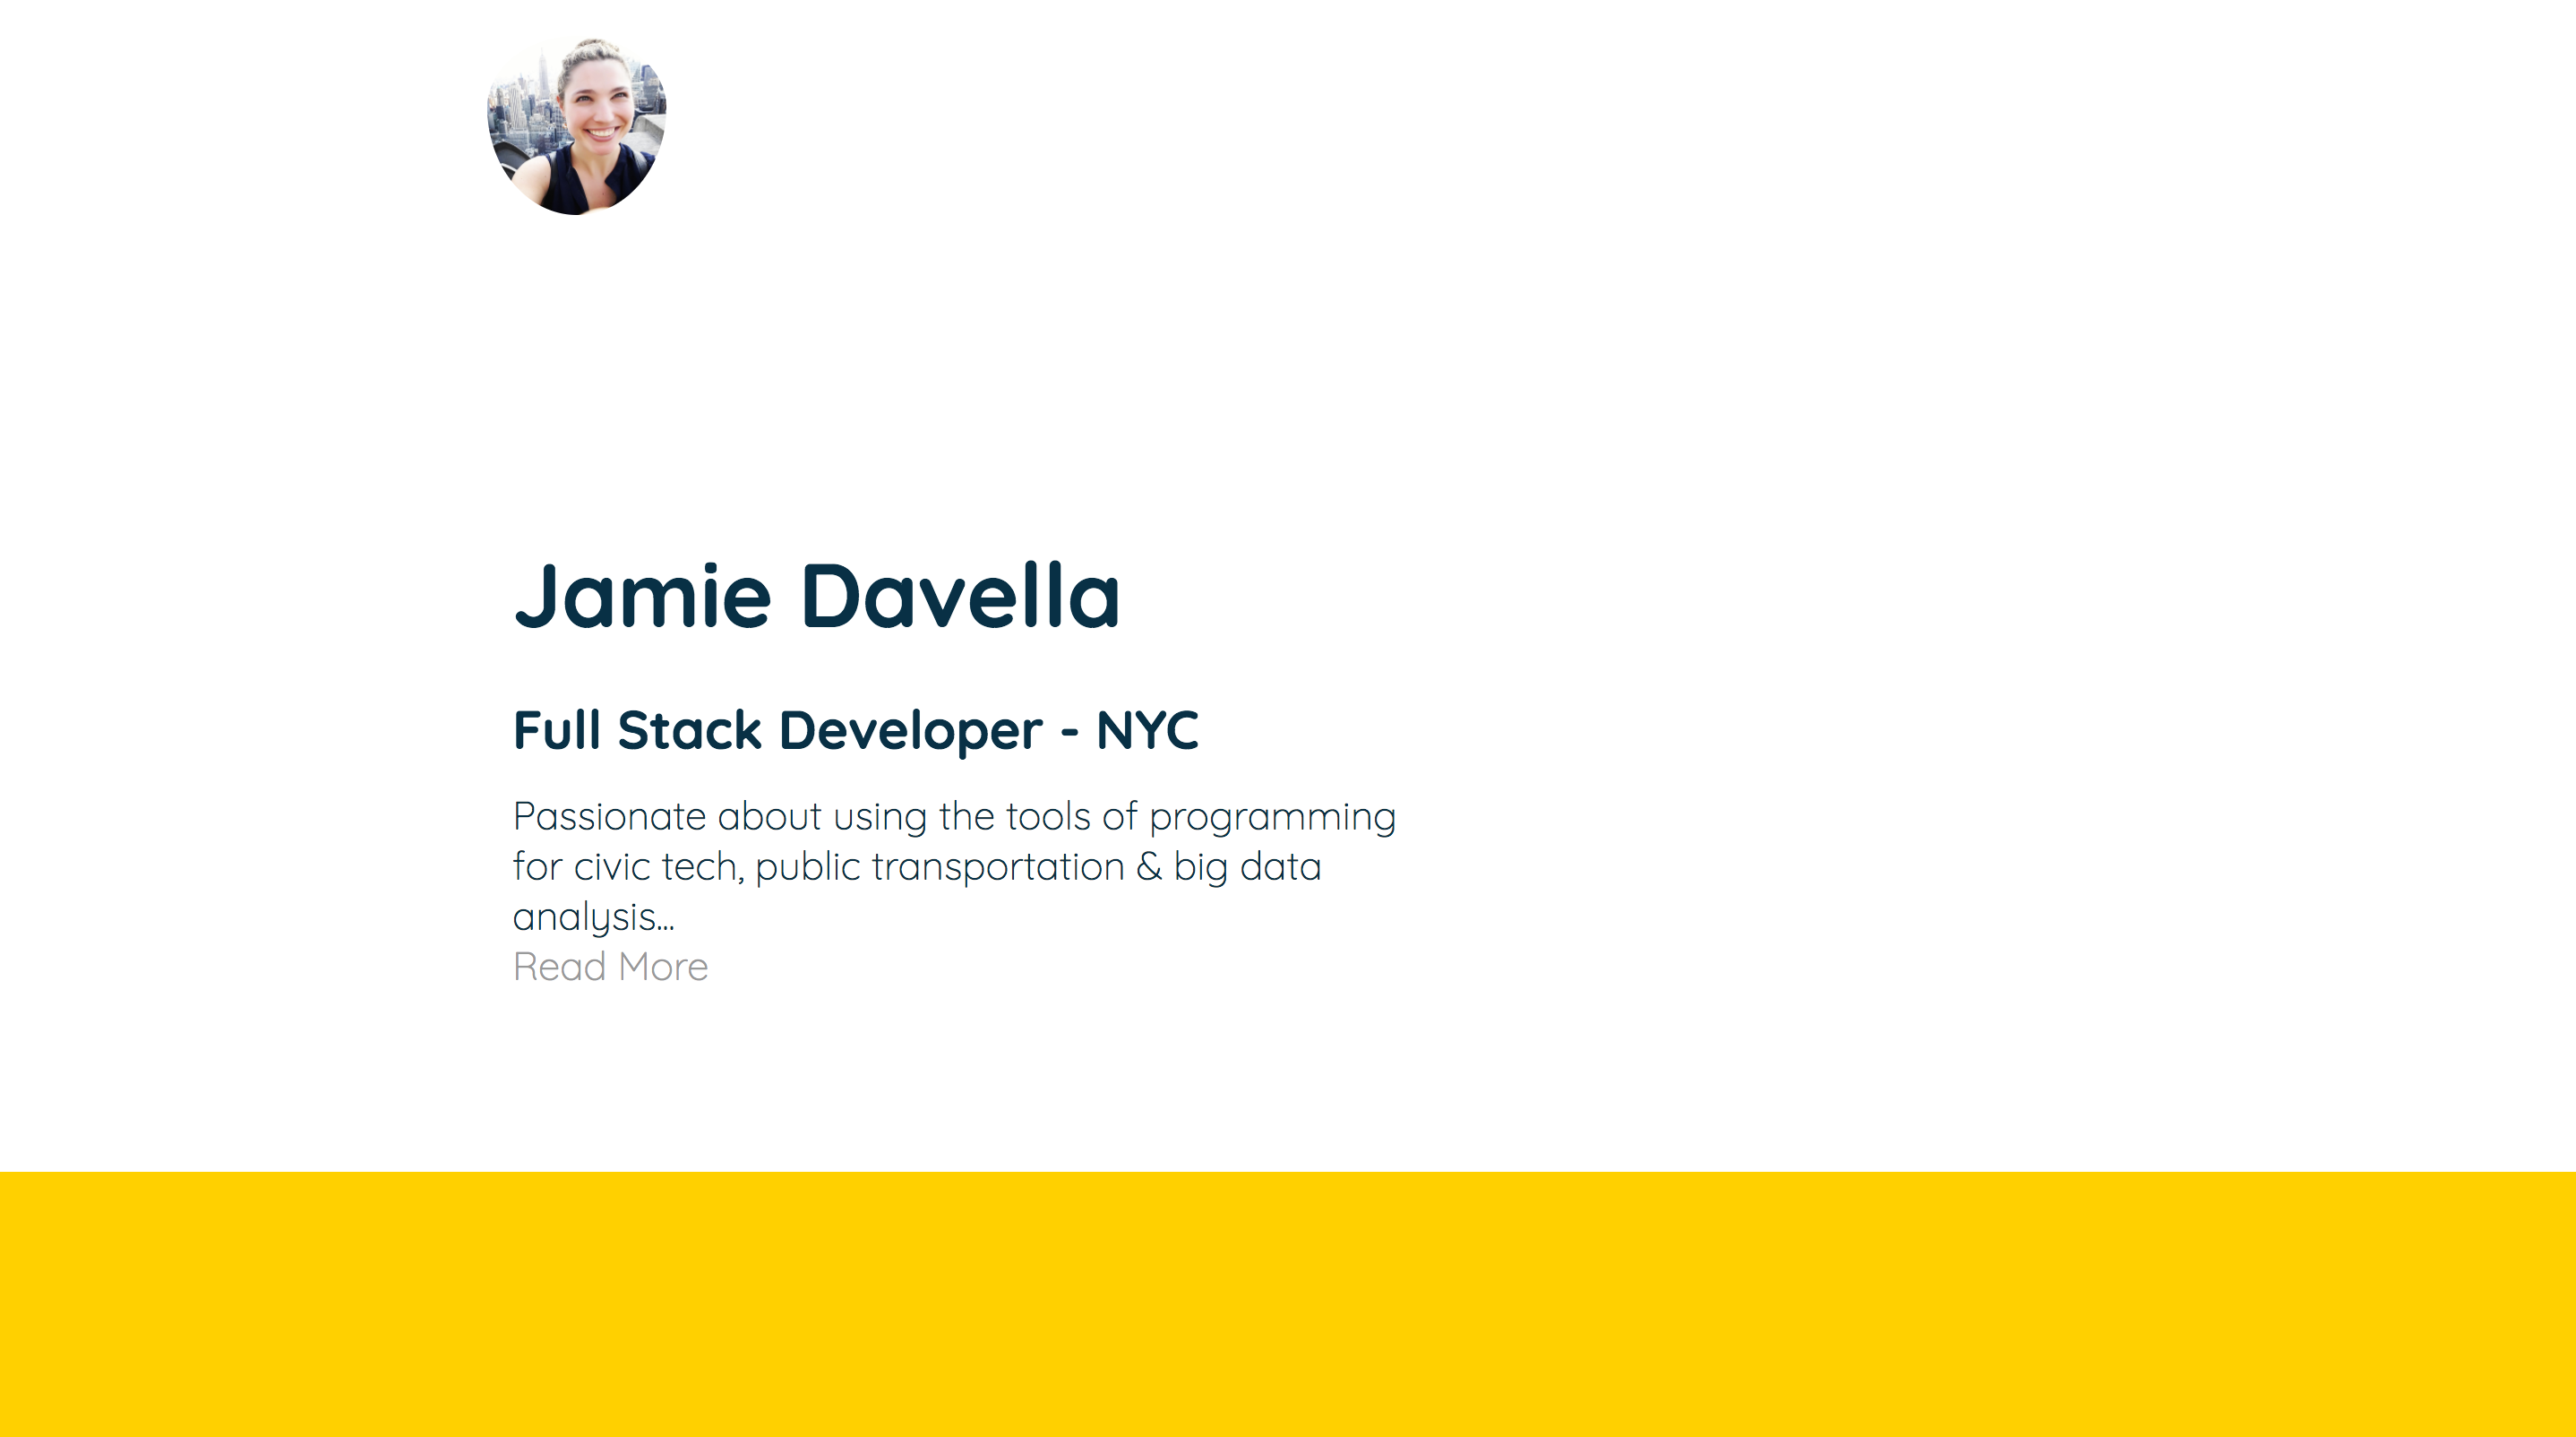 Jamie Davella
Full Stack Developer - NYC
Passionate about using the tools of programming
for civic tech, public transportation & big data
analysis...
Read More